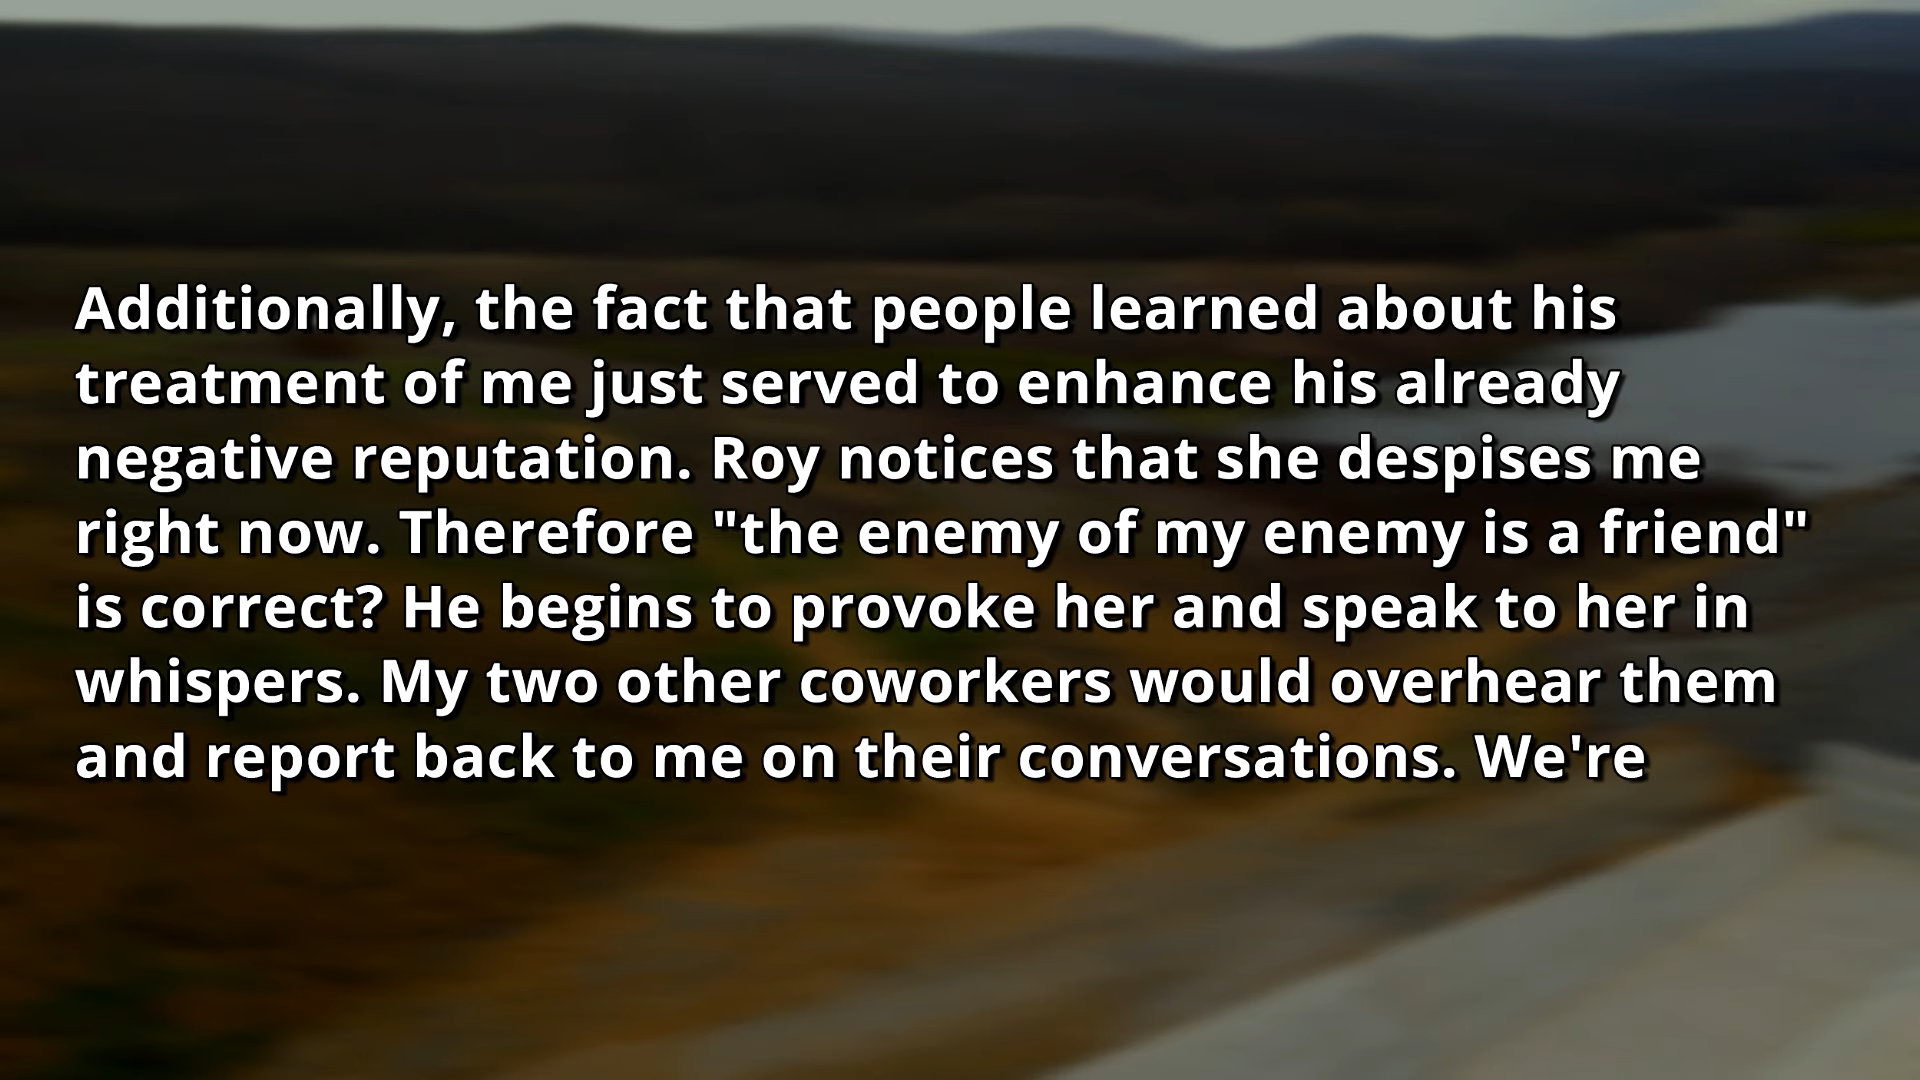 Additionally, the fact that people learned about his
treatment of me just served to enhance his already
negative reputation. Roy notices that she despises me
right now. Therefore "the enemy of my enemy is a friend"
is correct? He begins to provoke her and speak to her in
whispers. My two other coworkers would overhear them
and report back to me on their conversations. We're